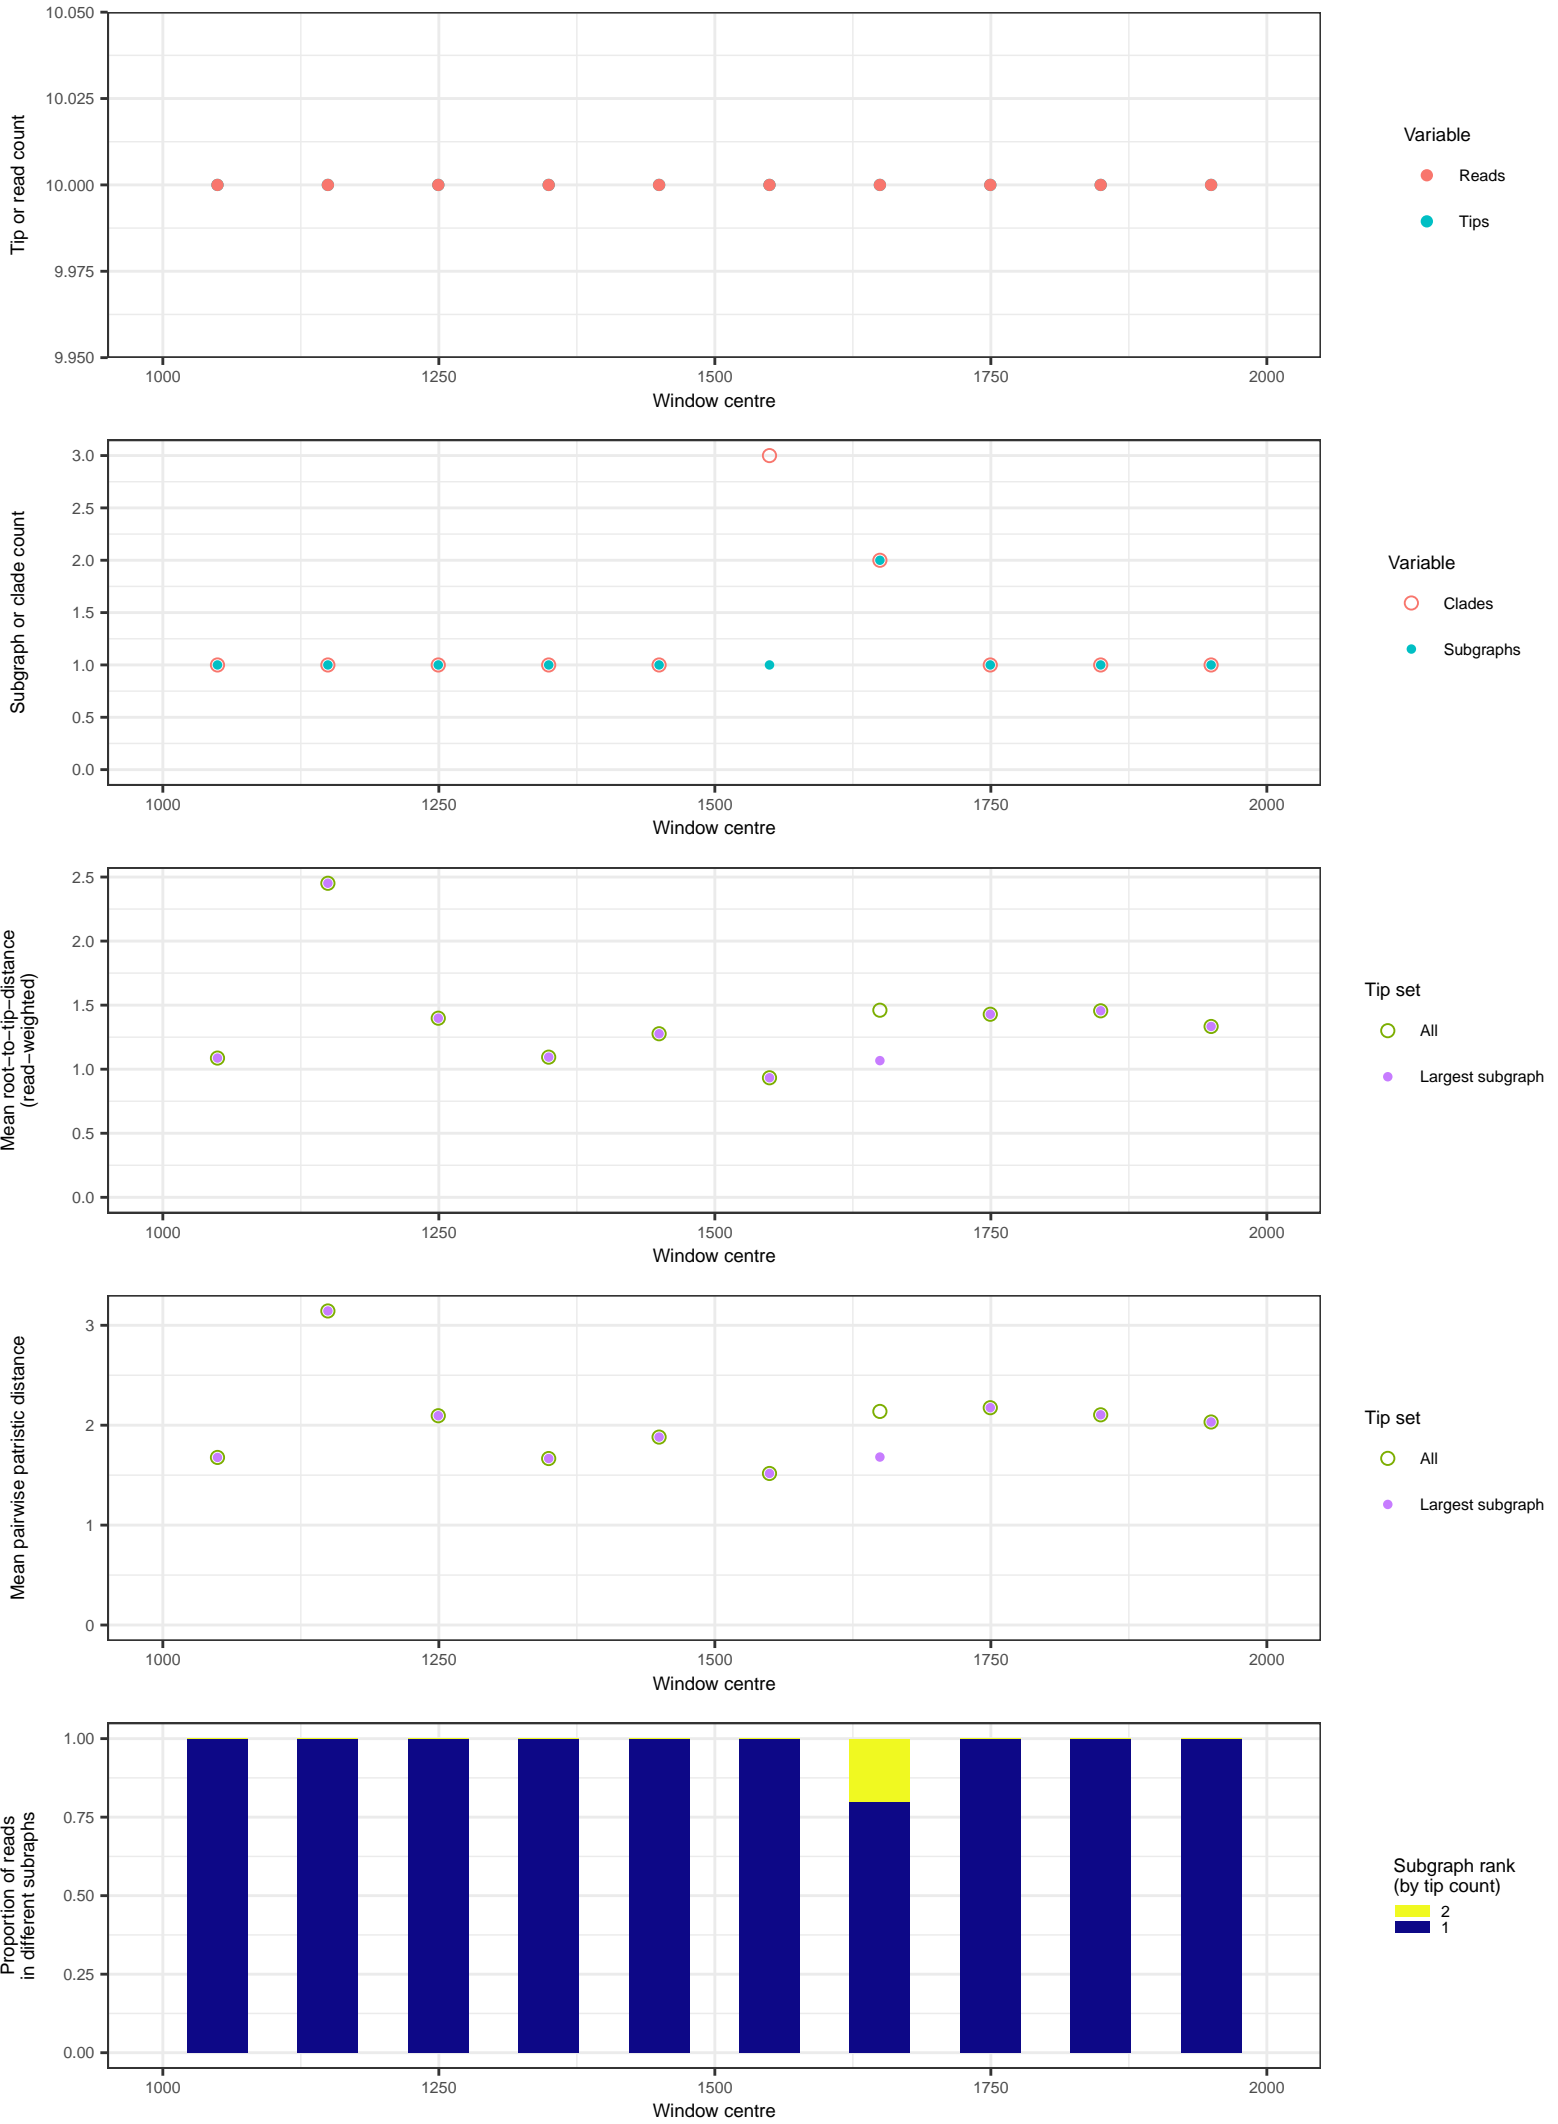 10.050
10.025
10.000
9.975
9.950
Tip or read count
1000 1250 1500 1750 2000
Window centre
Variable
Reads
Tips
3.0
2.5
2.0
1.5
1.0
0.5
0.0
Subgraph or clade count
1000 1250 1500 1750 2000
Window centre
Variable
Clades
Subgraphs
2.5
2.0
1.5
1.0
0.5
0.0
Mean root−to−tip−distance
(read−weighted)
1000 1250 1500 1750 2000
Window centre
Tip set
All
Largest subgraph
3
2
1
0
Mean pairwise patristic distance
1000 1250 1500 1750 2000
Window centre
Tip set
All
Largest subgraph
1.00
0.75
0.50
0.25
0.00
Proportion of reads
in different subraphs
1000 1250 1500 1750 2000
Window centre
Subgraph rank
(by tip count)
2
1